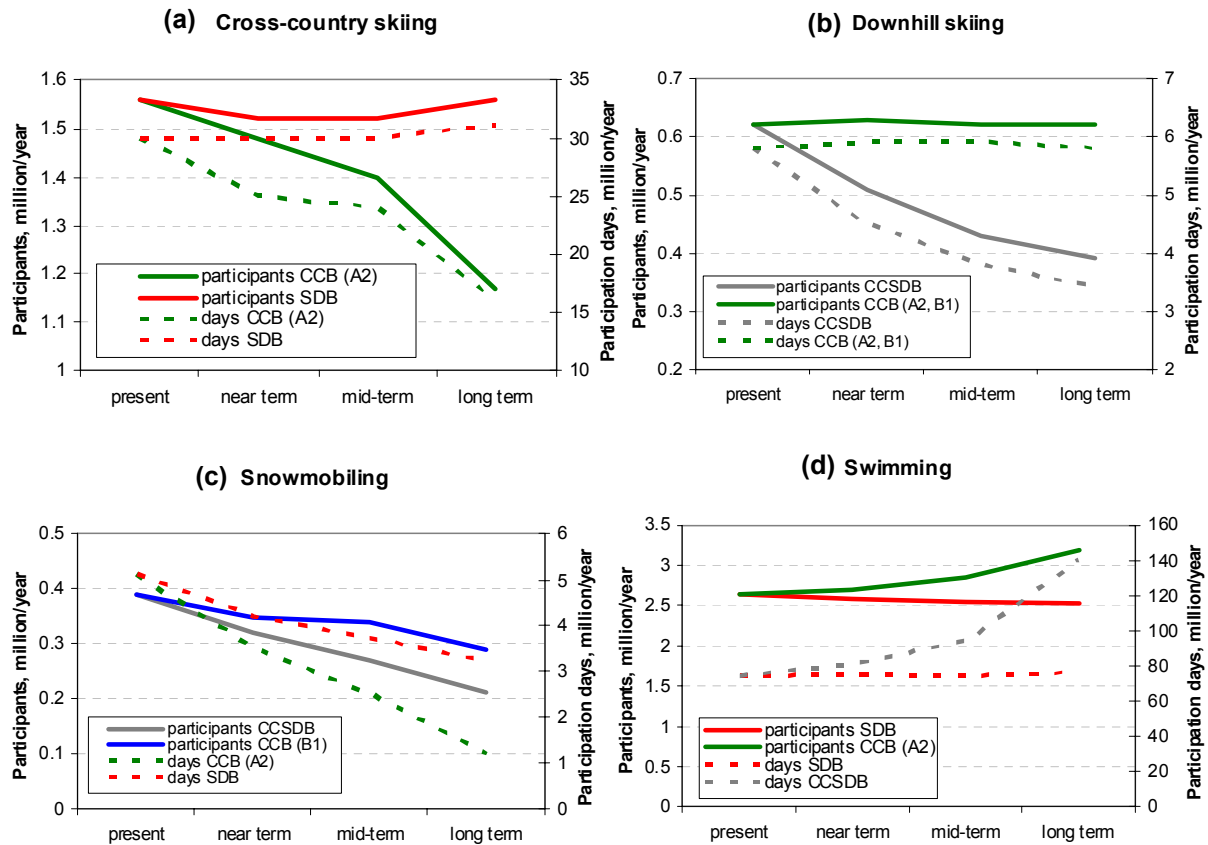 (a) Cross-country skiing
Participants, million/year
1.6
1.5
1.4
1.3
1.2
1.1
1
35
30
25
20
15
10
Participation days, million/year
participants CCB (A2)
participants SDB
days CCB (A2)
days SDB
present near term mid-term long term
(b) Downhill skiing
Participants, million/year
0.7
0.6
0.5
0.4
0.3
0.2
7
6
5
4
3
2
Participation days, million/year
participants CCSDB
participants CCB (A2, B1)
days CCSDB
days CCB (A2, B1)
present near term mid-term long term
(c) Snowmobiling
Participants, million/year
0.5
0.4
0.3
0.2
0.1
0
6
5
4
3
2
1
0
Participation days, million/year
participants CCSDB
participants CCB (B1)
days CCB (A2)
days SDB
present near term mid-term long term
(d) Swimming
Participants, million/year
3.5
3
2.5
2
1.5
1
0.5
0
160
140
120
100
80
60
40
20
0
Participation days, million/year
participants SDB
participants CCB (A2)
days SDB
days CCSDB
present near term mid-term long term